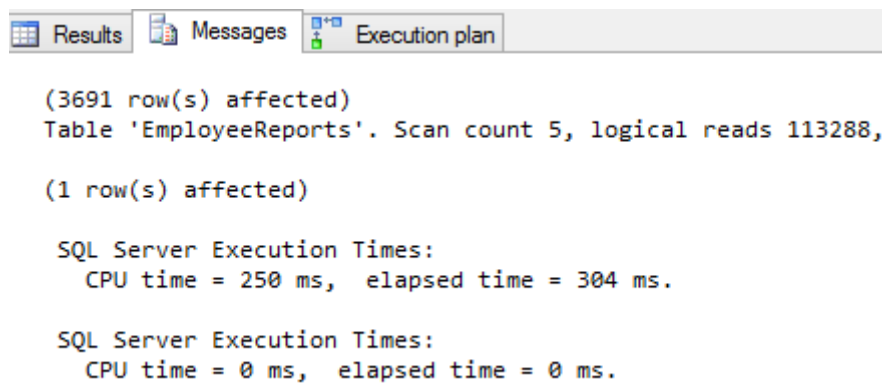 Results Messages Execution plan
(3691 row(s) affected)
Table 'EmployeeReports'. Scan count 5, logical reads 113288,
(1 row(s) affected)
SQL Server Execution Times:
CPU time = 250 ms,  elapsed time = 304 ms.
SQL Server Execution Times:
CPU time = 0 ms,  elapsed time = 0 ms.